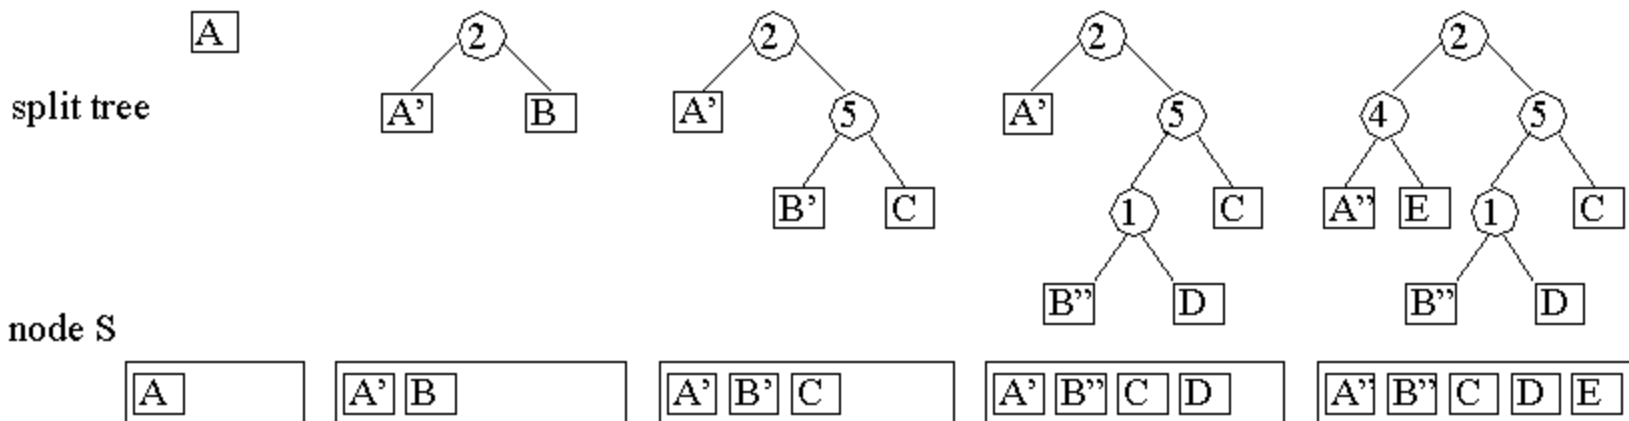 A 2 2 2 2
split tree A’ B A’ 5 A’ 5 4 5
B’ C 1 C A” E 1 C
B” D B” D
node S
A A’ B A’ B’ C A’ B” C D A” B” C D E